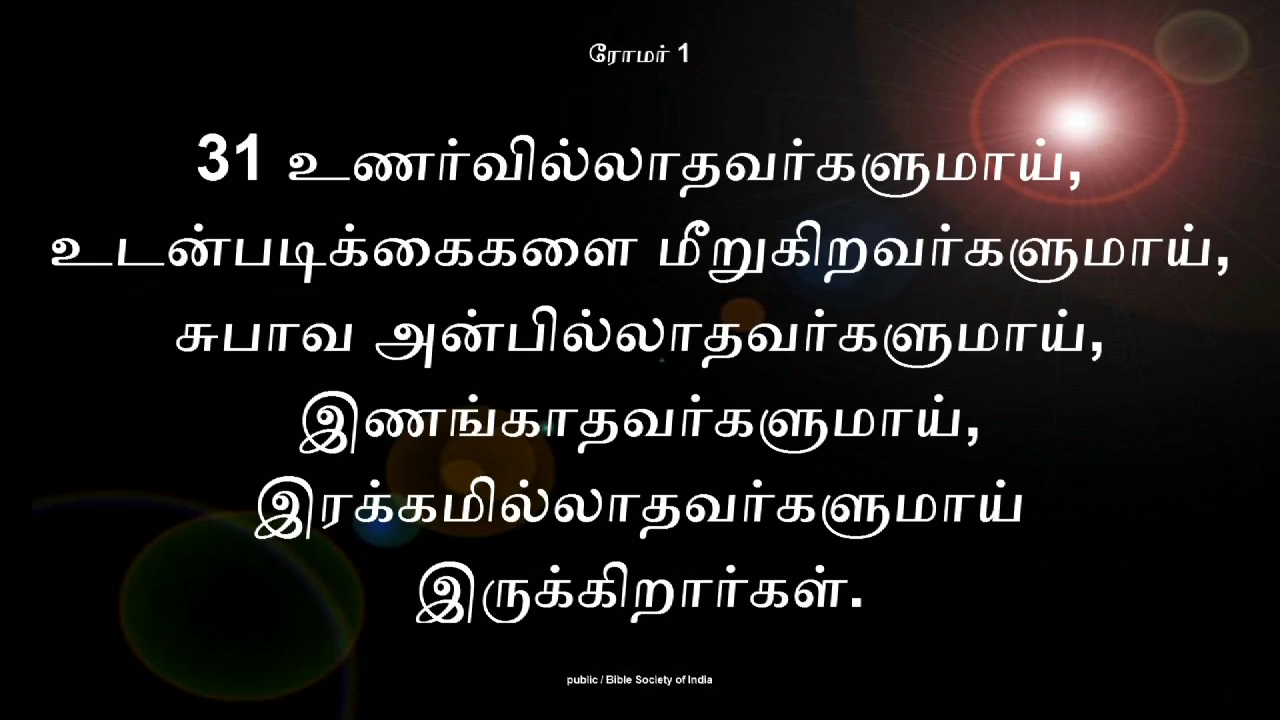 ரோமர் 1
31 உணர்வில்லாதவர்களுமாய்,
உடன்படிக்கைகளை மீறுகிறவர்களுமாய்,
சுபாவ அன்பில்லாதவர்களுமாய்,
இணங்காதவர்களுமாய்,
இரக்கமில்லாதவர்களுமாய்
இருக்கிறார்கள்.
public / Bible Society of India